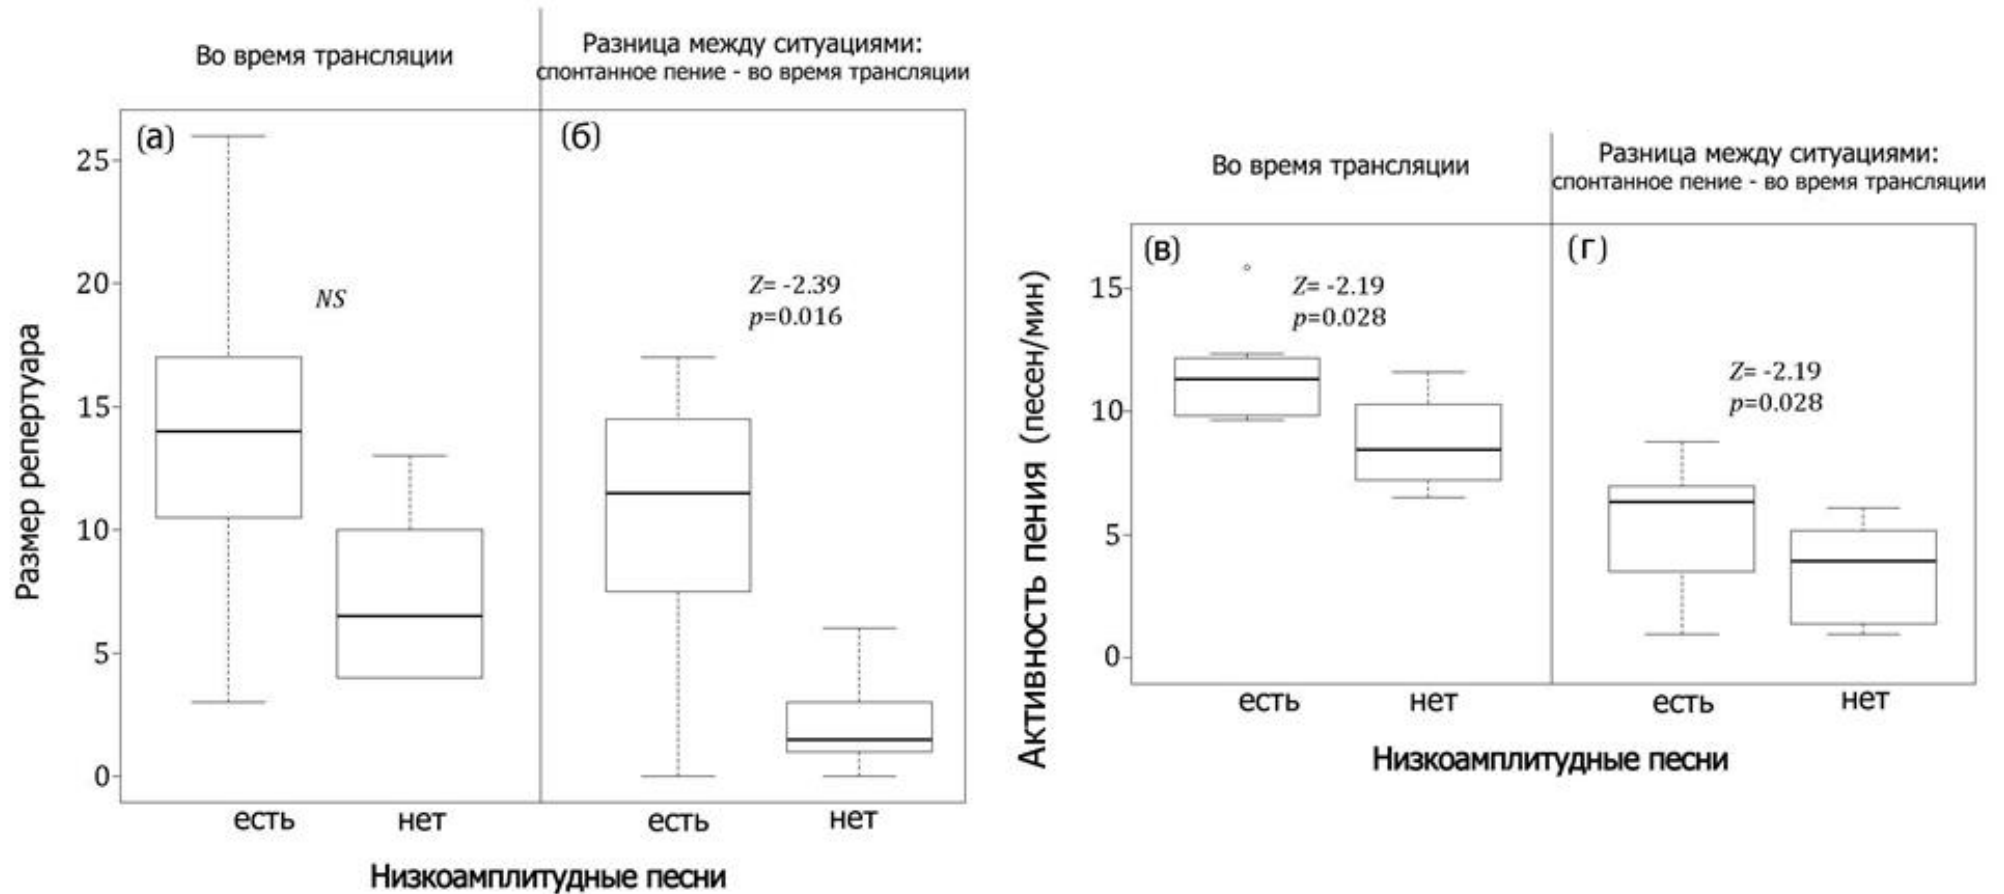 Во время трансляции
Разница между ситуациями:
спонтанное пение - во время трансляции
(а)
(б)
25
20
15
10
5
0
NS
Z= -2.39
p=0.016
Размер репертуара
есть
нет
есть
нет
Низкоамплитудные песни
Во время трансляции
Разница между ситуациями:
спонтанное пение - во время трансляции
(в)
(г)
15
10
5
0
Z= -2.19
p=0.028
Z= -2.19
p=0.028
Активность пения (песен/мин)
есть
нет
есть
нет
Низкоамплитудные песни